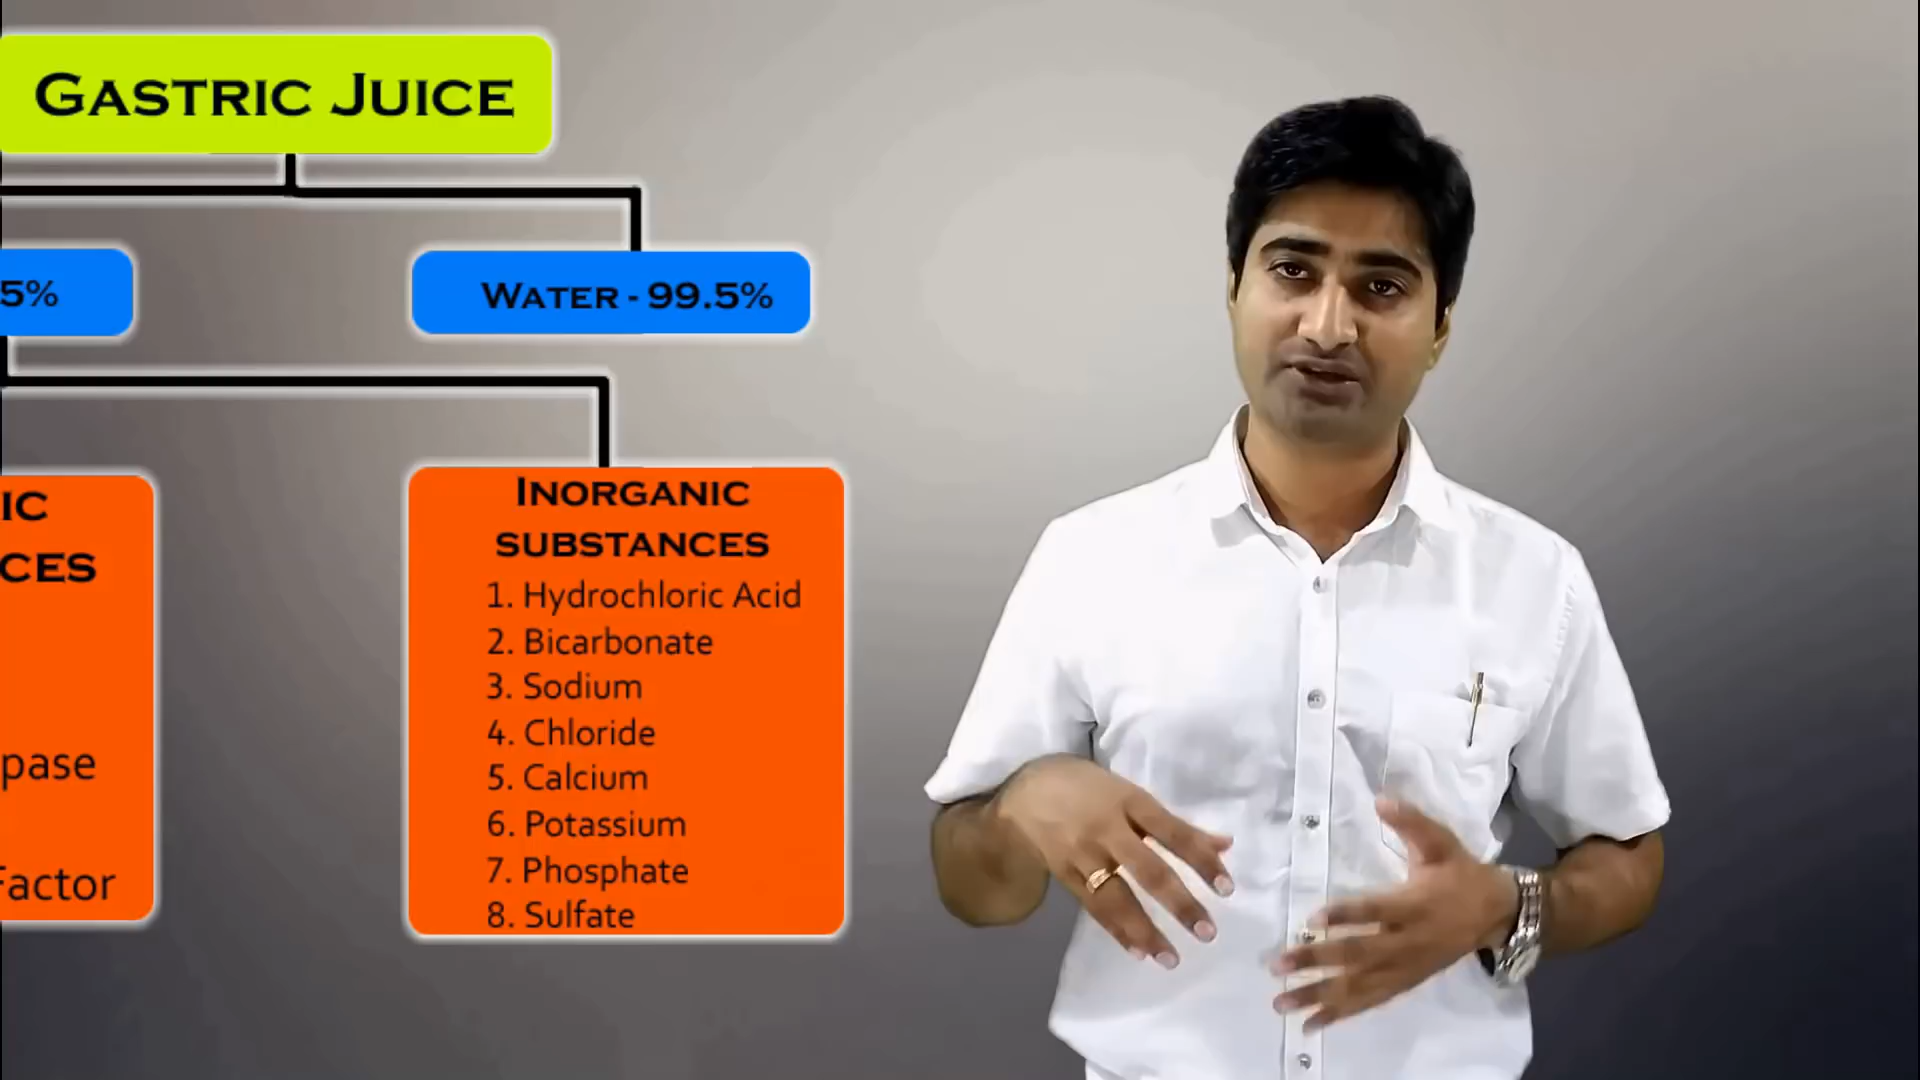 GASTRIC JUICE
5%
WATER - 99.5%
IC
CES
pase
Factor
INORGANIC
SUBSTANCES
1. Hydrochloric Acid
2. Bicarbonate
3. Sodium
4. Chloride
5. Calcium
6. Potassium
7. Phosphate
8. Sulfate